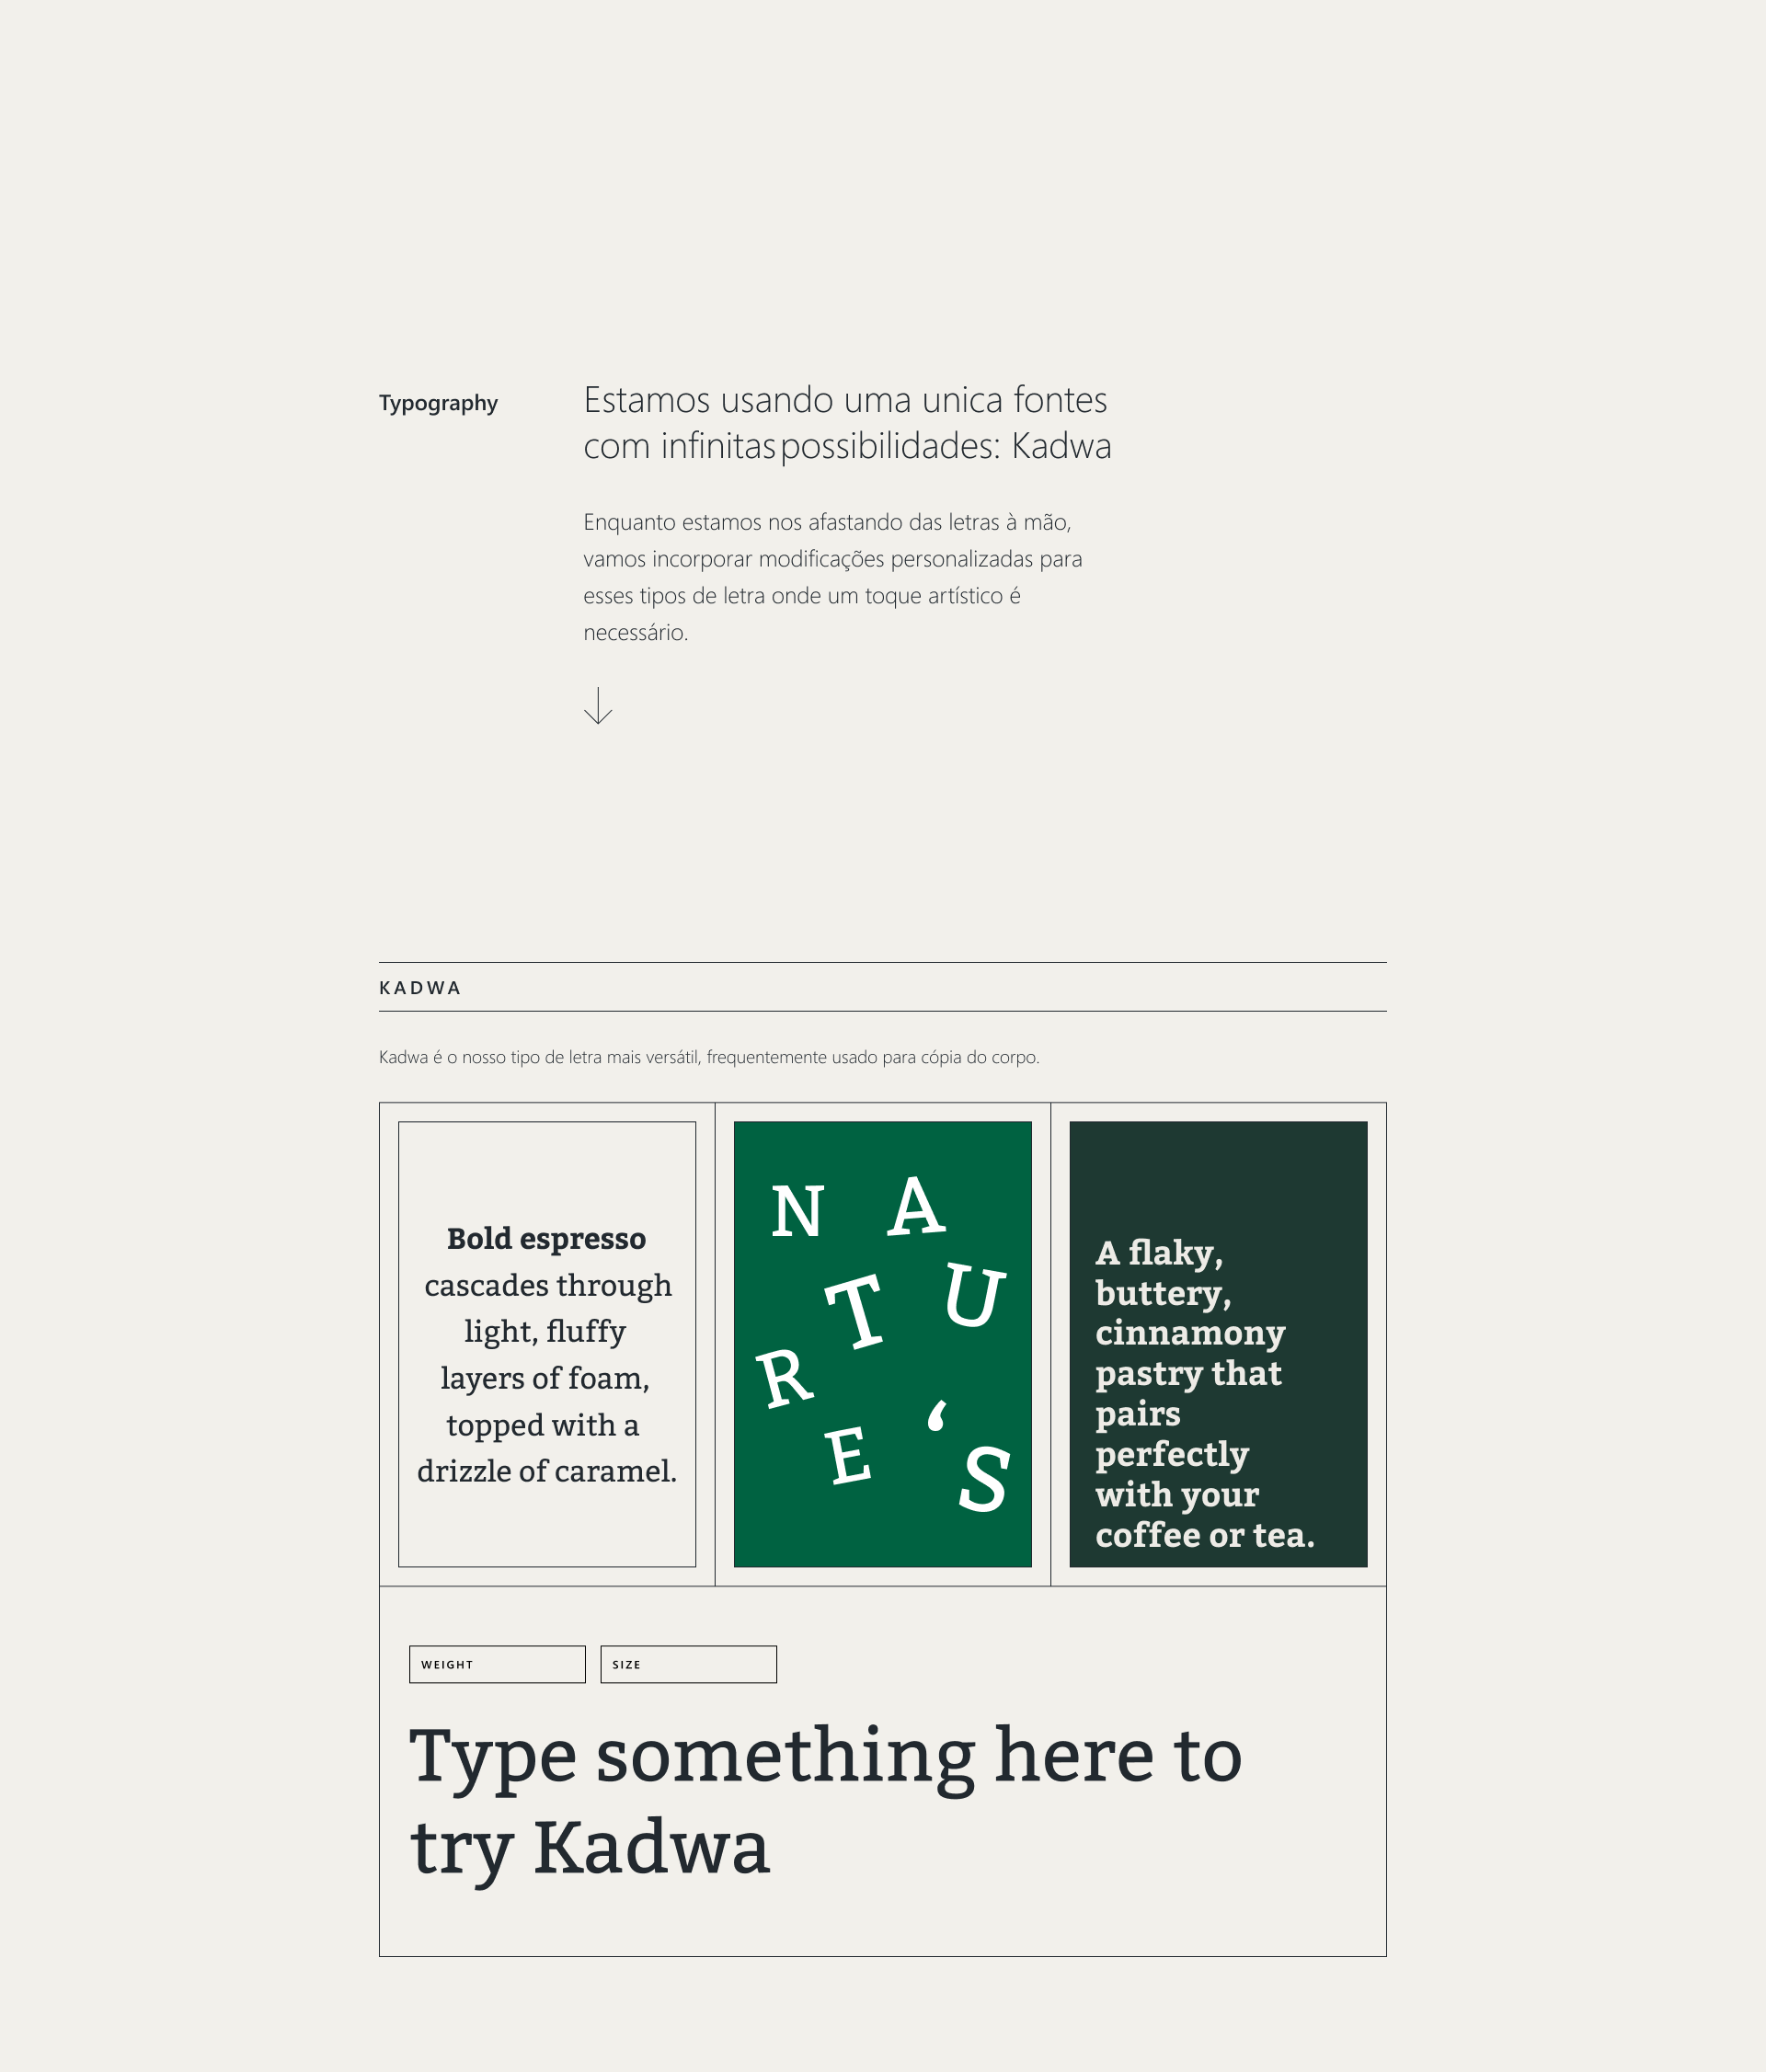 Typography
Estamos usando uma unica fontes
com infinitas possibilidades: Kadwa
Enquanto estamos nos afastando das letras à mão,
vamos incorporar modificações personalizadas para
esses tipos de letra onde um toque artístico é
necessário.
KADWA
Kadwa é o nosso tipo de letra mais versátil, frequentemente usado para cópia do corpo.
Bold espresso
cascades through
light, fluffy
layers of foam,
topped with a
drizzle of caramel.
N A
T U
R
E ‘
S
A flaky,
buttery,
cinnamony
pastry that
pairs
perfectly
with your
coffee or tea.
WEIGHT
SIZE
Type something here to
try Kadwa